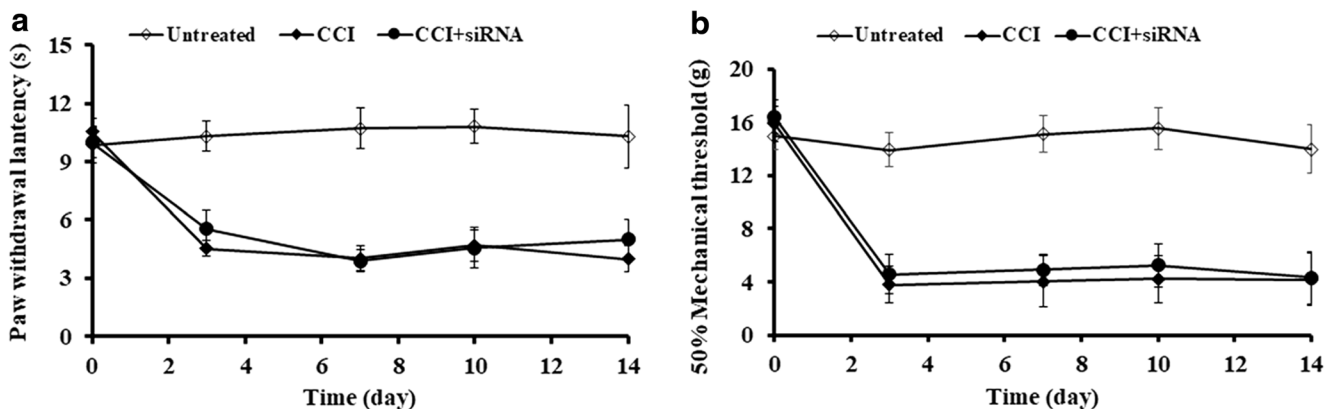 a
Untreated CCI CCI+siRNA
Paw withdrawal lantency (s)
15
12
9
6
3
0
0 2 4 6 8 10 12 14
Time (day)
b
Untreated CCI CCI+siRNA
50% Mechanical threshold (g)
20
16
12
8
4
0
0 2 4 6 8 10 12 14
Time (day)